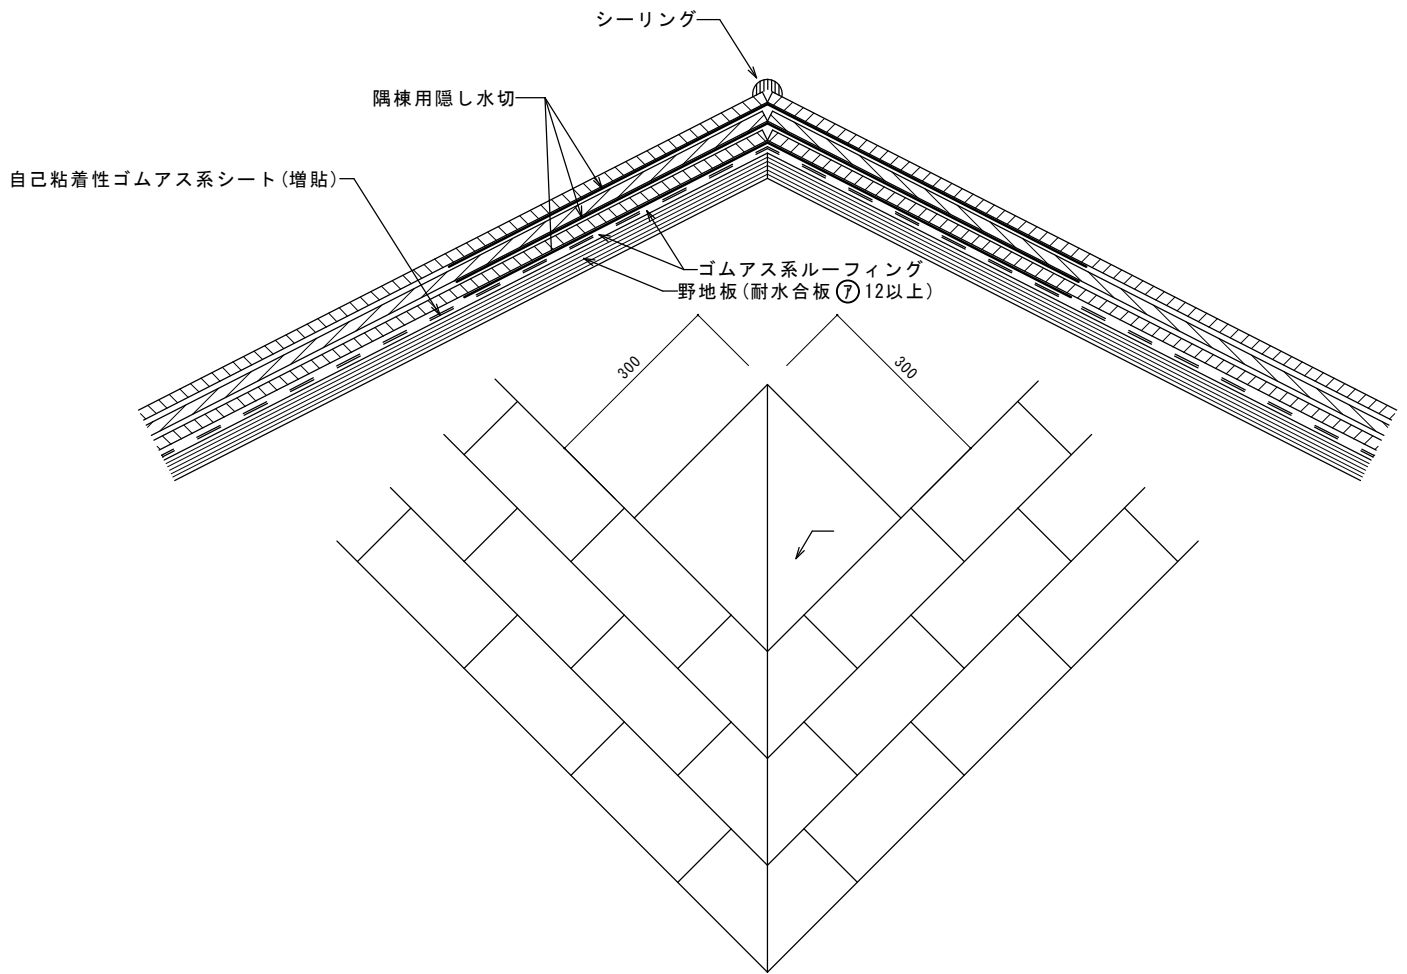 シーリング
隅棟用隠し水切
自己粘着性ゴムアス系シート(増貼)
ゴムアス系ルーフィング
野地板(耐水合板㋐12以上)
300
300